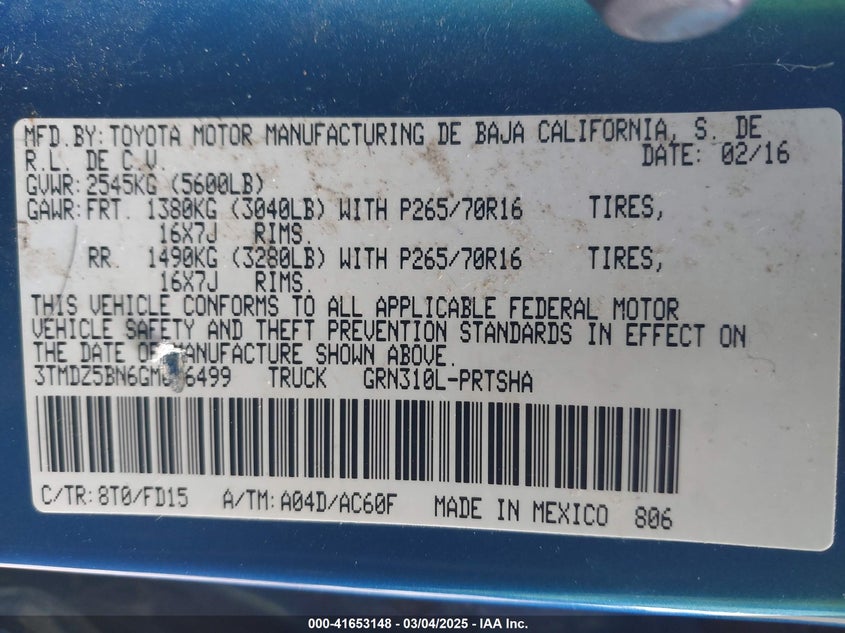 MFD.BY: TOYOTA MOTOR MANUFACTURING DE BAJA CALIFORNIA, S. DE
R.L. DE C.V. DATE: 02/16
GVWR: 2545KG (5600LB)
GAWR: FRT. 1380KG (3040LB) WITH P265/70R16 TIRES,
16X7J RIMS.
RR. 1490KG (3280LB) WITH P265/70R16 TIRES,
16X7J RIMS.
THIS VEHICLE CONFORMS TO ALL APPLICABLE FEDERAL MOTOR
VEHICLE SAFETY AND THEFT PREVENTION STANDARDS IN EFFECT ON
THE DATE OF MANUFACTURE SHOWN ABOVE.
TRUCK GRN310L-PRTSHA
C/TR: 8T0/FD15 A/TM: A04D/AC60F MADE IN MEXICO 806
000-41653148 - 03/04/2025 - IAA Inc.